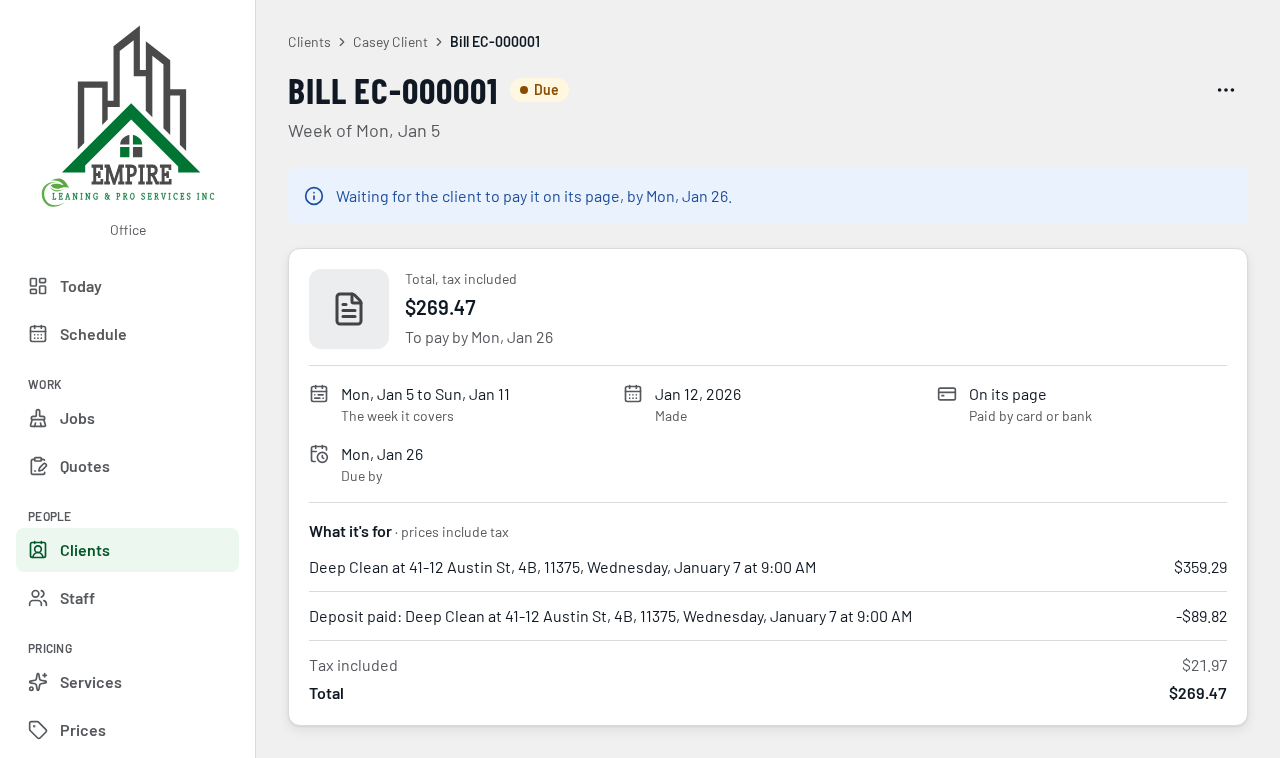 EMPIRE
LEANING & PRO SERVICES INC
Office
Today
Schedule
WORK
Jobs
Quotes
PEOPLE
Clients
Staff
PRICING
Services
Prices
Clients > Casey Client > Bill EC-000001
BILL EC-000001
Due
Week of Mon, Jan 5
Waiting for the client to pay it on its page, by Mon, Jan 26.
Total, tax included
$269.47
To pay by Mon, Jan 26
Mon, Jan 5 to Sun, Jan 11
The week it covers
Jan 12, 2026
Made
On its page
Paid by card or bank
Mon, Jan 26
Due by
What it's for · prices include tax
Deep Clean at 41-12 Austin St, 4B, 11375, Wednesday, January 7 at 9:00 AM $359.29
Deposit paid: Deep Clean at 41-12 Austin St, 4B, 11375, Wednesday, January 7 at 9:00 AM -$89.82
Tax included $21.97
Total $269.47